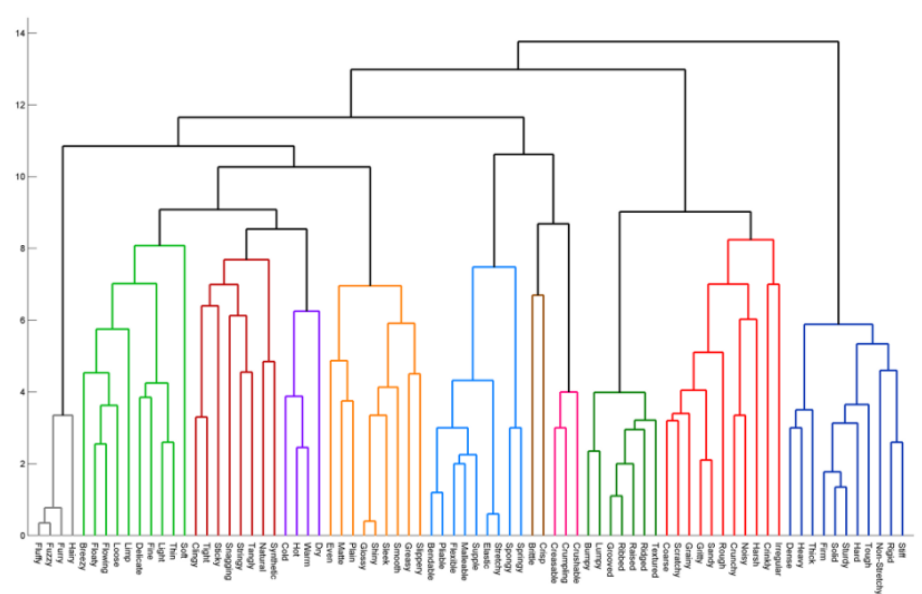 14
12
10
8
6
4
2
0
Fluffy
Fuzzy
Furry
Hairy
Breezy
Floaty
Flowing
Loose
Limp
Delicate
Fine
Light
Thin
Soft
Clingy
Tight
Sticky
Snagging
Stringy
Tangly
Natural
Synthetic
Cold
Hot
Warm
Dry
Even
Matte
Plain
Glossy
Shinny
Sleek
Smooth
Greasy
Slippery
Bendable
Pliable
Flexible
Malleable
Supple
Elastic
Stretchy
Spongy
Springy
Brittle
Crisp
Creasable
Crumpling
Crushable
Bumpy
Lumpy
Grooved
Ribbed
Raised
Ridged
Textured
Coarse
Scratchy
Grainy
Gritty
Sandy
Rough
Crunchy
Noisy
Harsh
Crinkly
Irregular
Dense
Heavy
Thick
Firm
Solid
Sturdy
Hard
Tough
Non-Stretchy
Rigid
Stiff